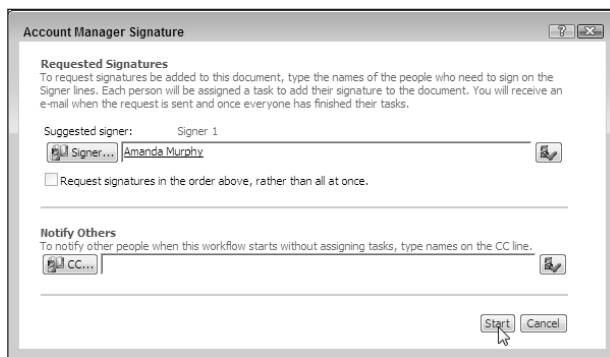 Account Manager Signature
Requested Signatures
To request signatures be added to this document, type the names of the people who need to sign on the
Signer lines. Each person will be assigned a task to add their signature to the document. You will receive an
e-mail when the request is sent and once everyone has finished their tasks.
Suggested signer: Signer 1
Signer... Amanda Murphy
Request signatures in the order above, rather than all at once.
Notify Others
To notify other people when this workflow starts without assigning tasks, type names on the CC line.
CC...
Start Cancel